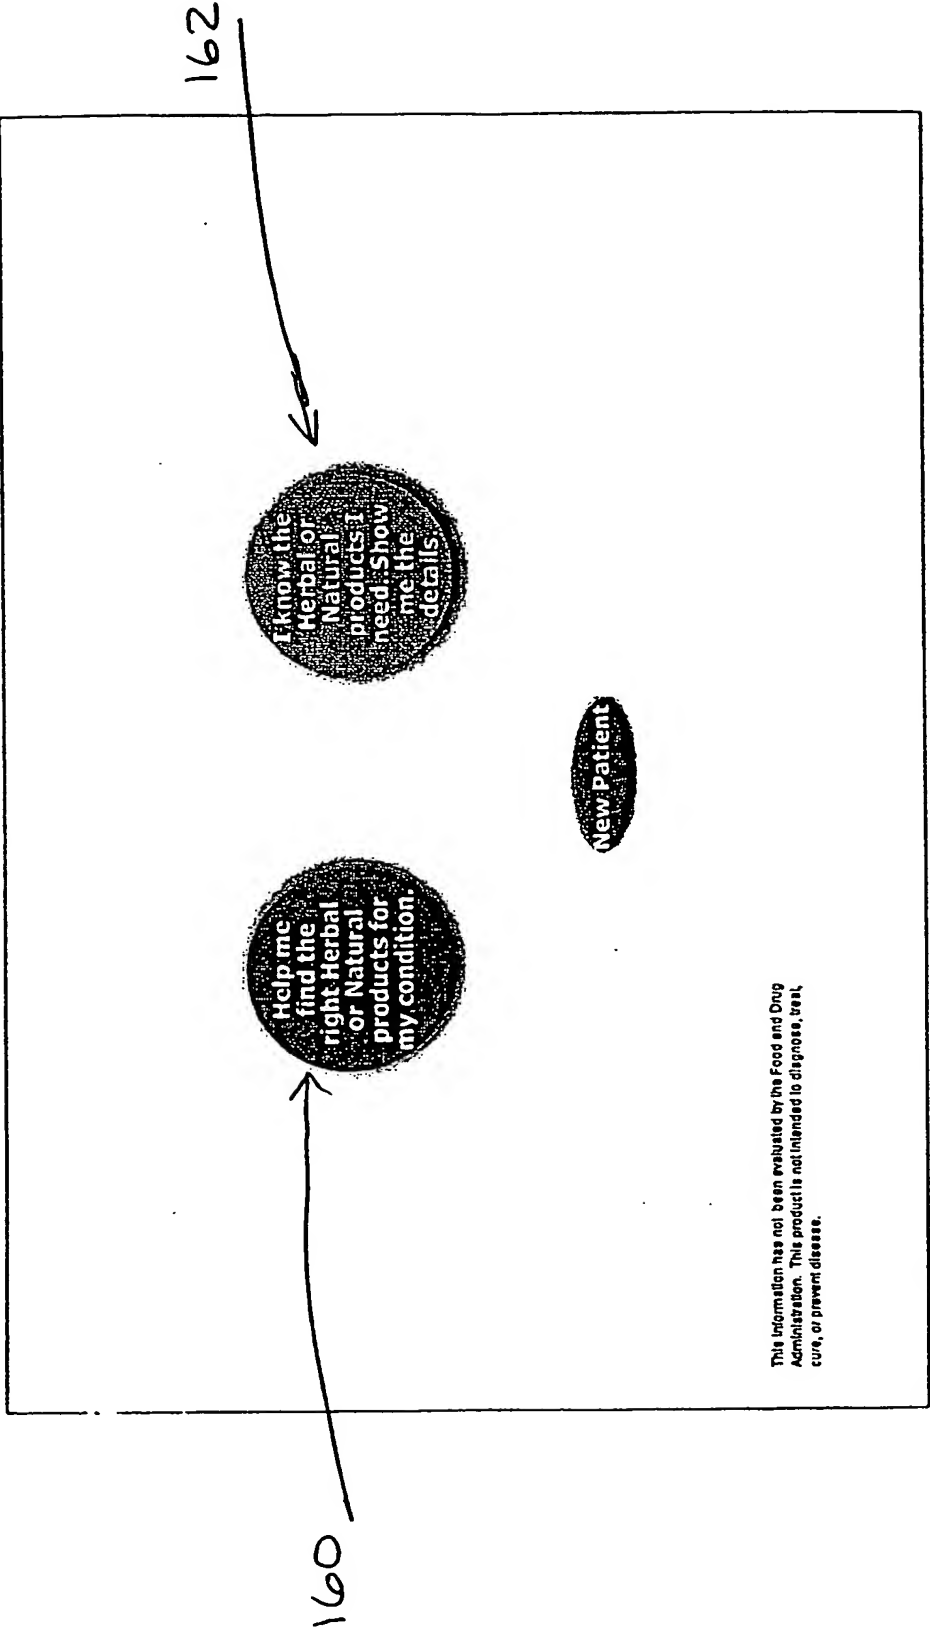 162
I know the
Herbal or
Natural
products I
need. Show
me the
details.
Help me
find the
right Herbal
or Natural
products for
my condition.
New Patient
This information has not been evaluated by the Food and Drug
Administration. This product is not intended to diagnose, treat,
cure, or prevent disease.
160